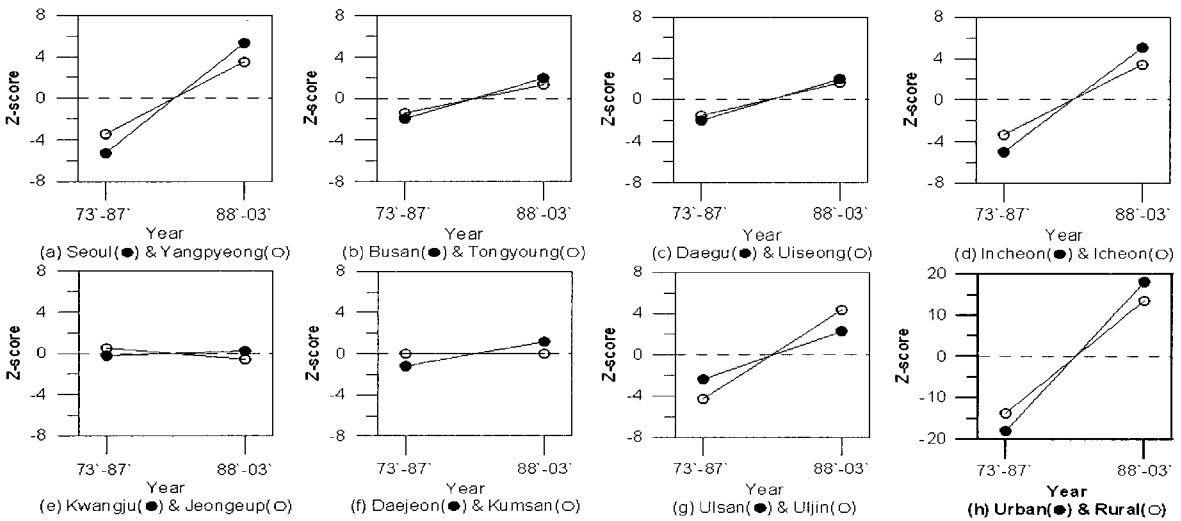 8 8 8 8
4 4 4 4
Z-score 0 Z-score 0 Z-score 0 Z-score 0
-4 -4 -4 -4
-8 -8 -8 -8
73`-87` 88`-03` 73`-87` 88`-03` 73`-87` 88`-03` 73`-87` 88`-03`
Year Year Year Year
(a) Seoul(●) & Yangpyeong(○) (b) Busan(●) & Tongyoung(○) (c) Daegu(●) & Uiseong(○) (d) Incheon(●) & Icheon(○)
8 8 8 20
4 4 4 10
Z-score 0 Z-score 0 Z-score 0 Z-score 0
-4 -4 -4 -10
-8 -8 -8 -20
73`-87` 88`-03` 73`-87` 88`-03` 73`-87` 88`-03` 73`-87` 88`-03`
Year Year Year Year
(e) Kwangju(●) & Jeongeup(○) (f) Daejeon(●) & Kumsan(○) (g) Ulsan(●) & Uljin(○) (h) Urban(●) & Rural(○)